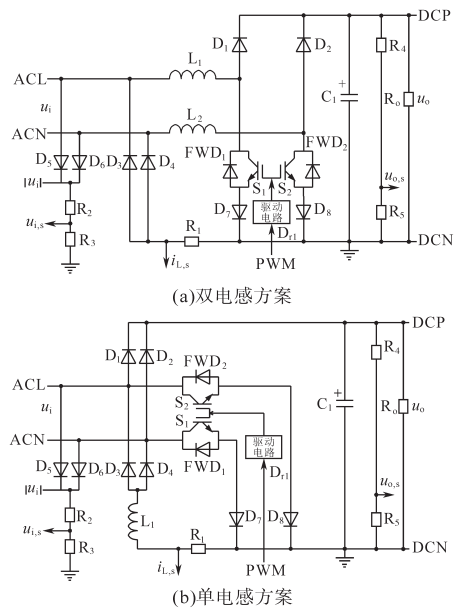 DCP
D1 D2
L1
ACL
ui
L2
C1 + R4
Ro uo
ACN
FWD1 FWD2
D5 D6 D3 D4
S1 S2
uo,s
|ui|
R2
D7 驱动电路 D8
R5
ui,s
R3
R1
Dr1
DCN
iL,s
PWM
(a)双电感方案
DCP
D1 D2
FWD2
R4
ACL
ui
S2
S1
C1 + Ro uo
ACN
D5 D6 D3 D4
FWD1
驱动电路
Dr1
|ui|
uo,s
R2
L1
D7 D8
R5
ui,s
R3
R1
DCN
iL,s
PWM
(b)单电感方案